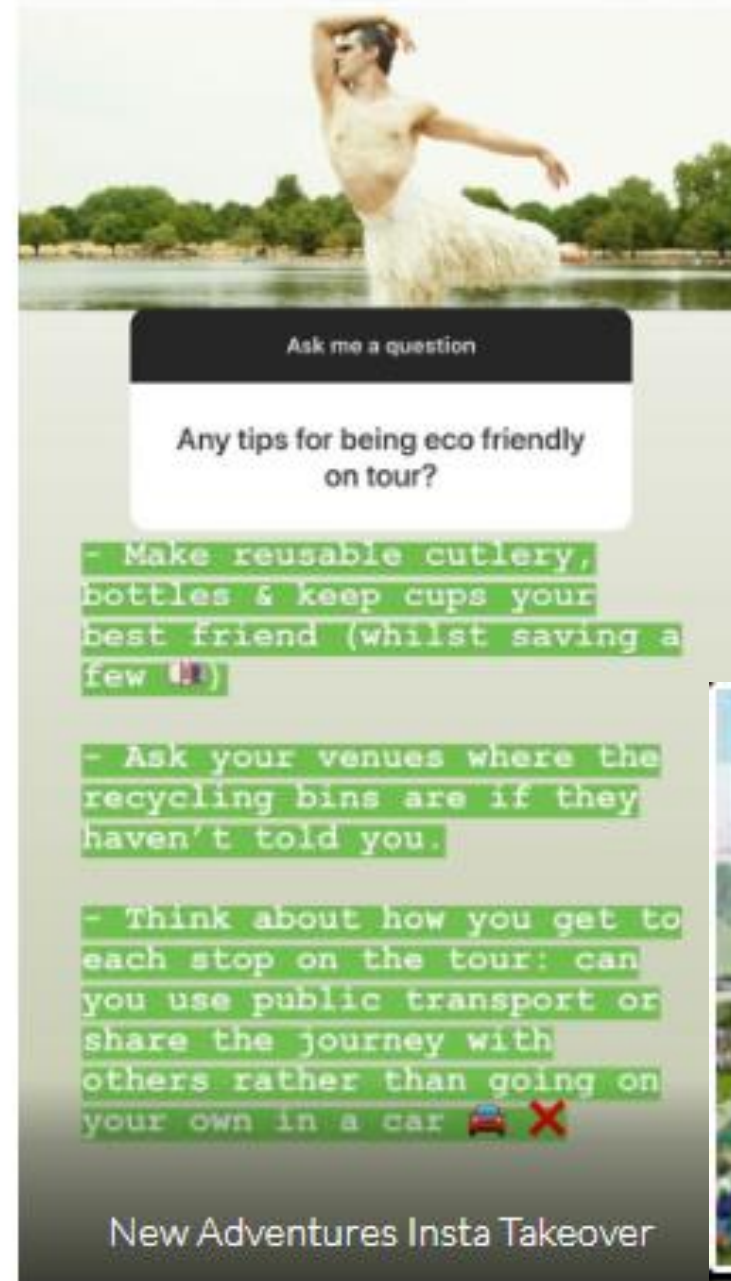 Ask me a question
Any tips for being eco friendly
on tour?
- Make reusable cutlery,
bottles & keep cups your
best friend (whilst saving a
few 💷)
- Ask your venues where the
recycling bins are if they
haven't told you.
- Think about how you get to
each stop on the tour: can
you use public transport or
share the journey with
others rather than going on
your own in a car 🚘 ❌
New Adventures Insta Takeover